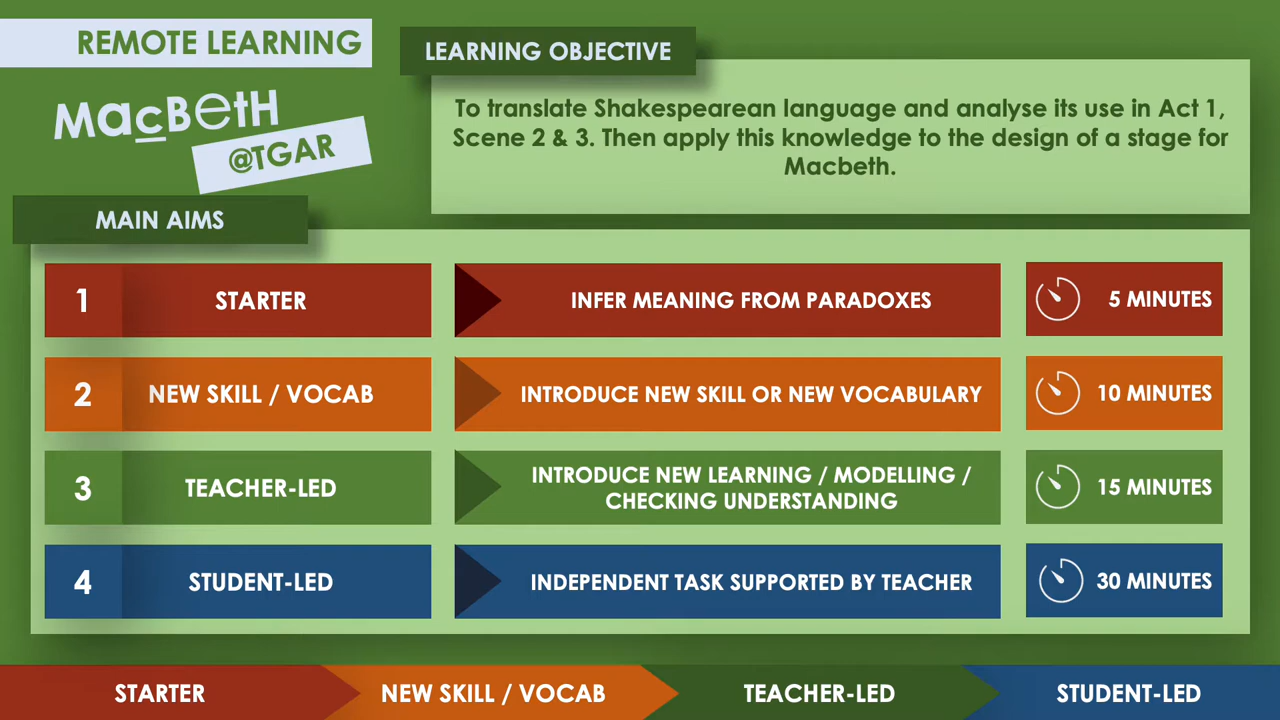 REMOTE LEARNING
MacBetH
@TGAR
LEARNING OBJECTIVE
To translate Shakespearean language and analyse its use in Act 1,
Scene 2 & 3. Then apply this knowledge to the design of a stage for
Macbeth.
MAIN AIMS
1 STARTER INFER MEANING FROM PARADOXES 5 MINUTES
2 NEW SKILL / VOCAB INTRODUCE NEW SKILL OR NEW VOCABULARY 10 MINUTES
3 TEACHER-LED INTRODUCE NEW LEARNING / MODELLING /
CHECKING UNDERSTANDING 15 MINUTES
4 STUDENT-LED INDEPENDENT TASK SUPPORTED BY TEACHER 30 MINUTES
STARTER NEW SKILL / VOCAB TEACHER-LED STUDENT-LED